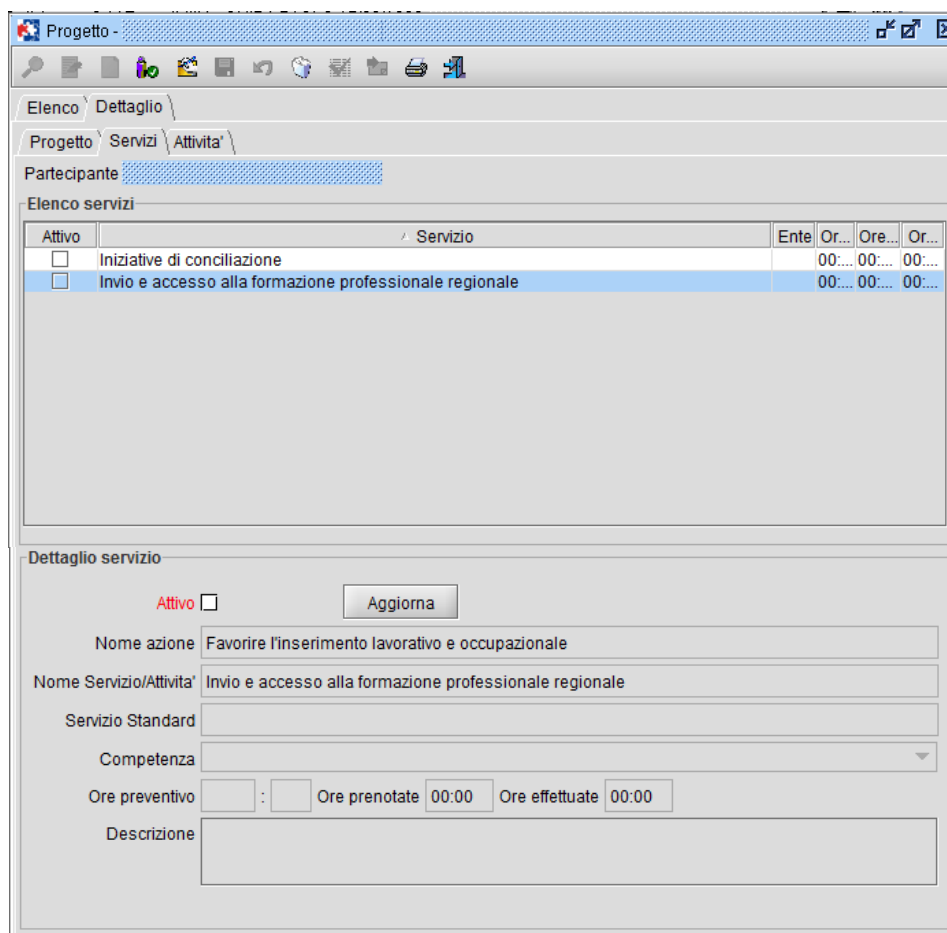 Progetto -
Elenco Dettaglio
Progetto Servizi Attivita'
Partecipante
Elenco servizi
Attivo Servizio Ente Or... Ore... Or...
Iniziative di conciliazione 00:... 00:... 00:...
Invio e accesso alla formazione professionale regionale 00:... 00:... 00:...
Dettaglio servizio
Attivo Aggiorna
Nome azione Favorire l'inserimento lavorativo e occupazionale
Nome Servizio/Attivita' Invio e accesso alla formazione professionale regionale
Servizio Standard
Competenza
Ore preventivo : Ore prenotate 00:00 Ore effettuate 00:00
Descrizione